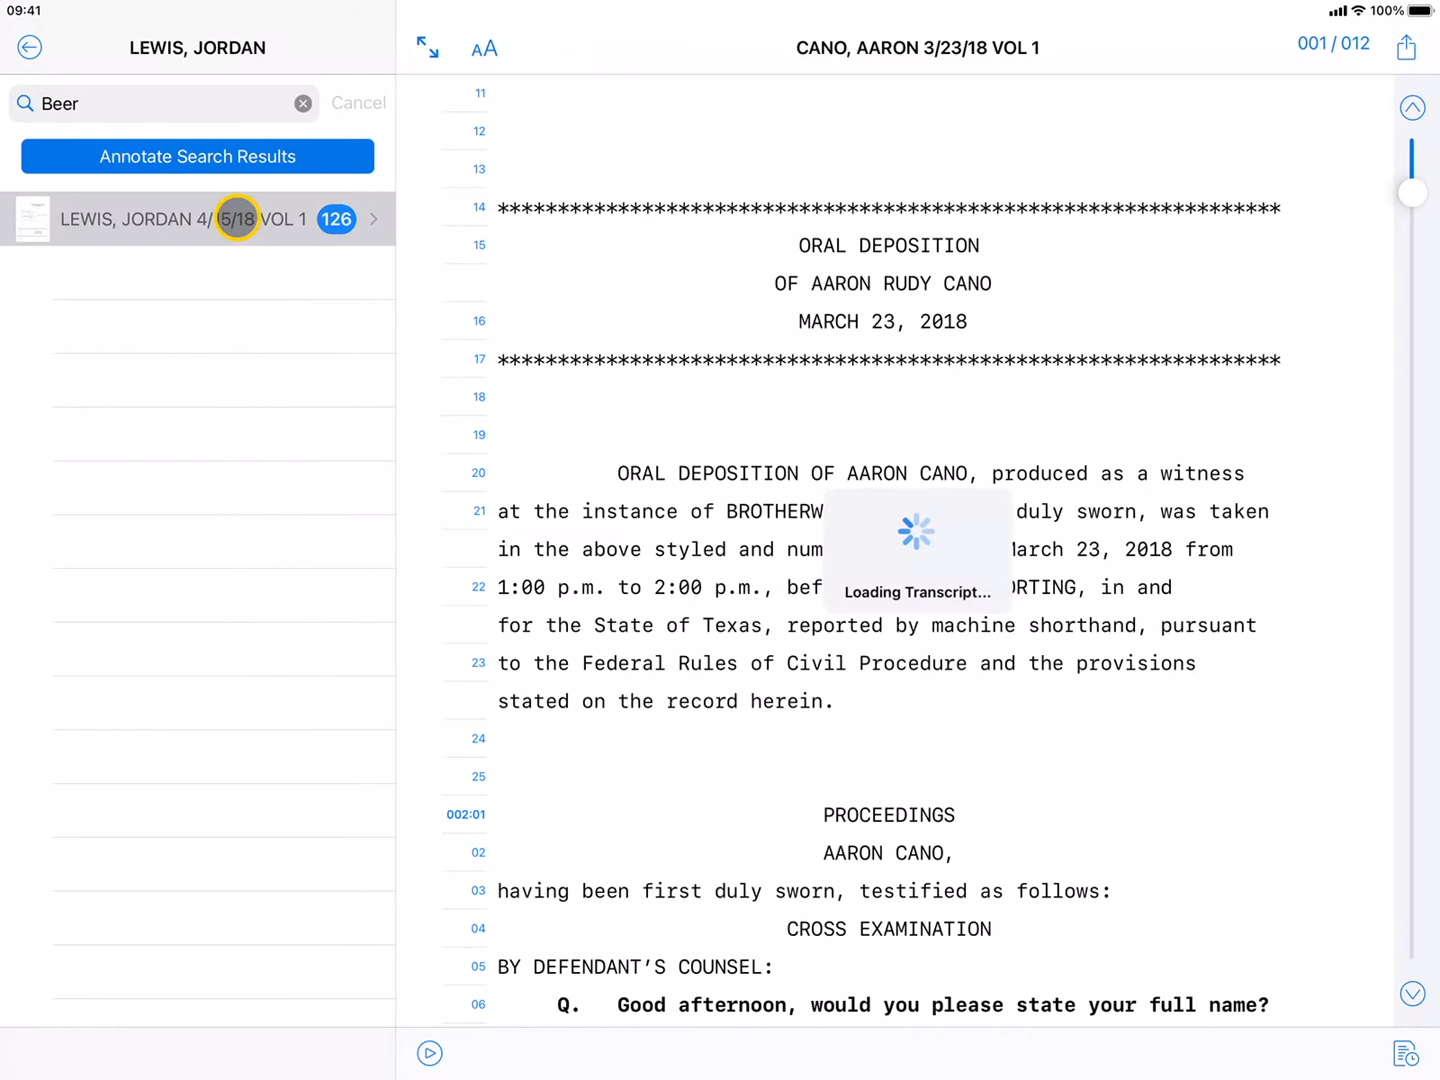 09:41
100%
LEWIS, JORDAN
AA
CANO, AARON 3/23/18 VOL 1
001 / 012
Beer
Cancel
Annotate Search Results
LEWIS, JORDAN 4/15/18 VOL 1 126
11
12
13
14 *****************************************************************
15 ORAL DEPOSITION
OF AARON RUDY CANO
16 MARCH 23, 2018
17 *****************************************************************
18
19
20 ORAL DEPOSITION OF AARON CANO, produced as a witness
21 at the instance of BROTHERW duly sworn, was taken
in the above styled and num March 23, 2018 from
22 1:00 p.m. to 2:00 p.m., bef ORTING, in and
for the State of Texas, reported by machine shorthand, pursuant
23 to the Federal Rules of Civil Procedure and the provisions
stated on the record herein.
24
25
002:01 PROCEEDINGS
02 AARON CANO,
03 having been first duly sworn, testified as follows:
04 CROSS EXAMINATION
05 BY DEFENDANT'S COUNSEL:
06 Q. Good afternoon, would you please state your full name?
Loading Transcript...